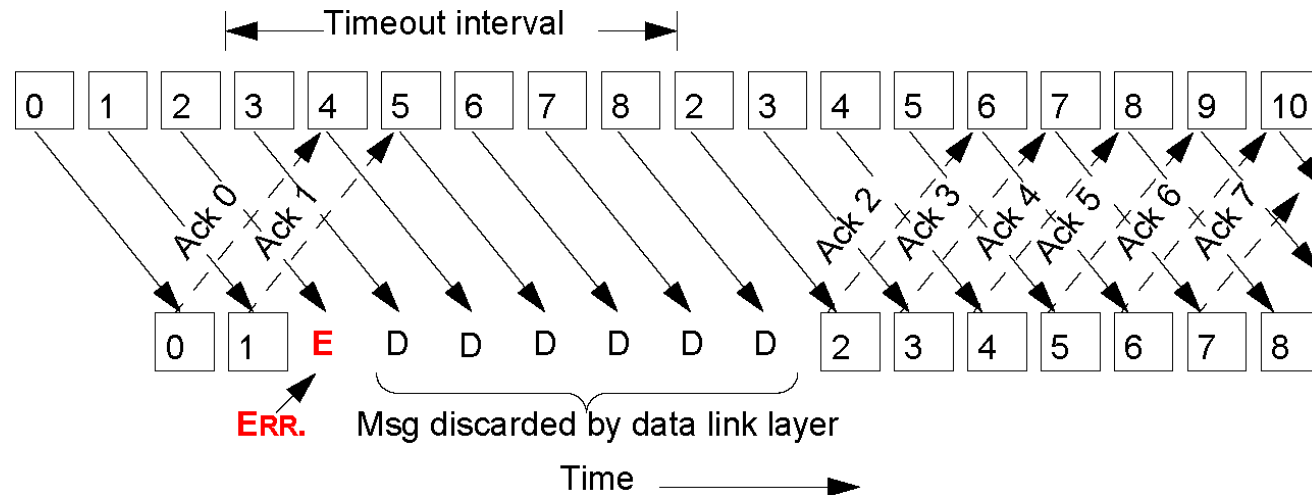 Timeout interval
0 1 2 3 4 5 6 7 8 2 3 4 5 6 7 8 9 10
Ack 0 Ack 1 Ack 2 Ack 3 Ack 4 Ack 5 Ack 6 Ack 7
0 1 E D D D D D D 2 3 4 5 6 7 8
ERR. Msg discarded by data link layer
Time